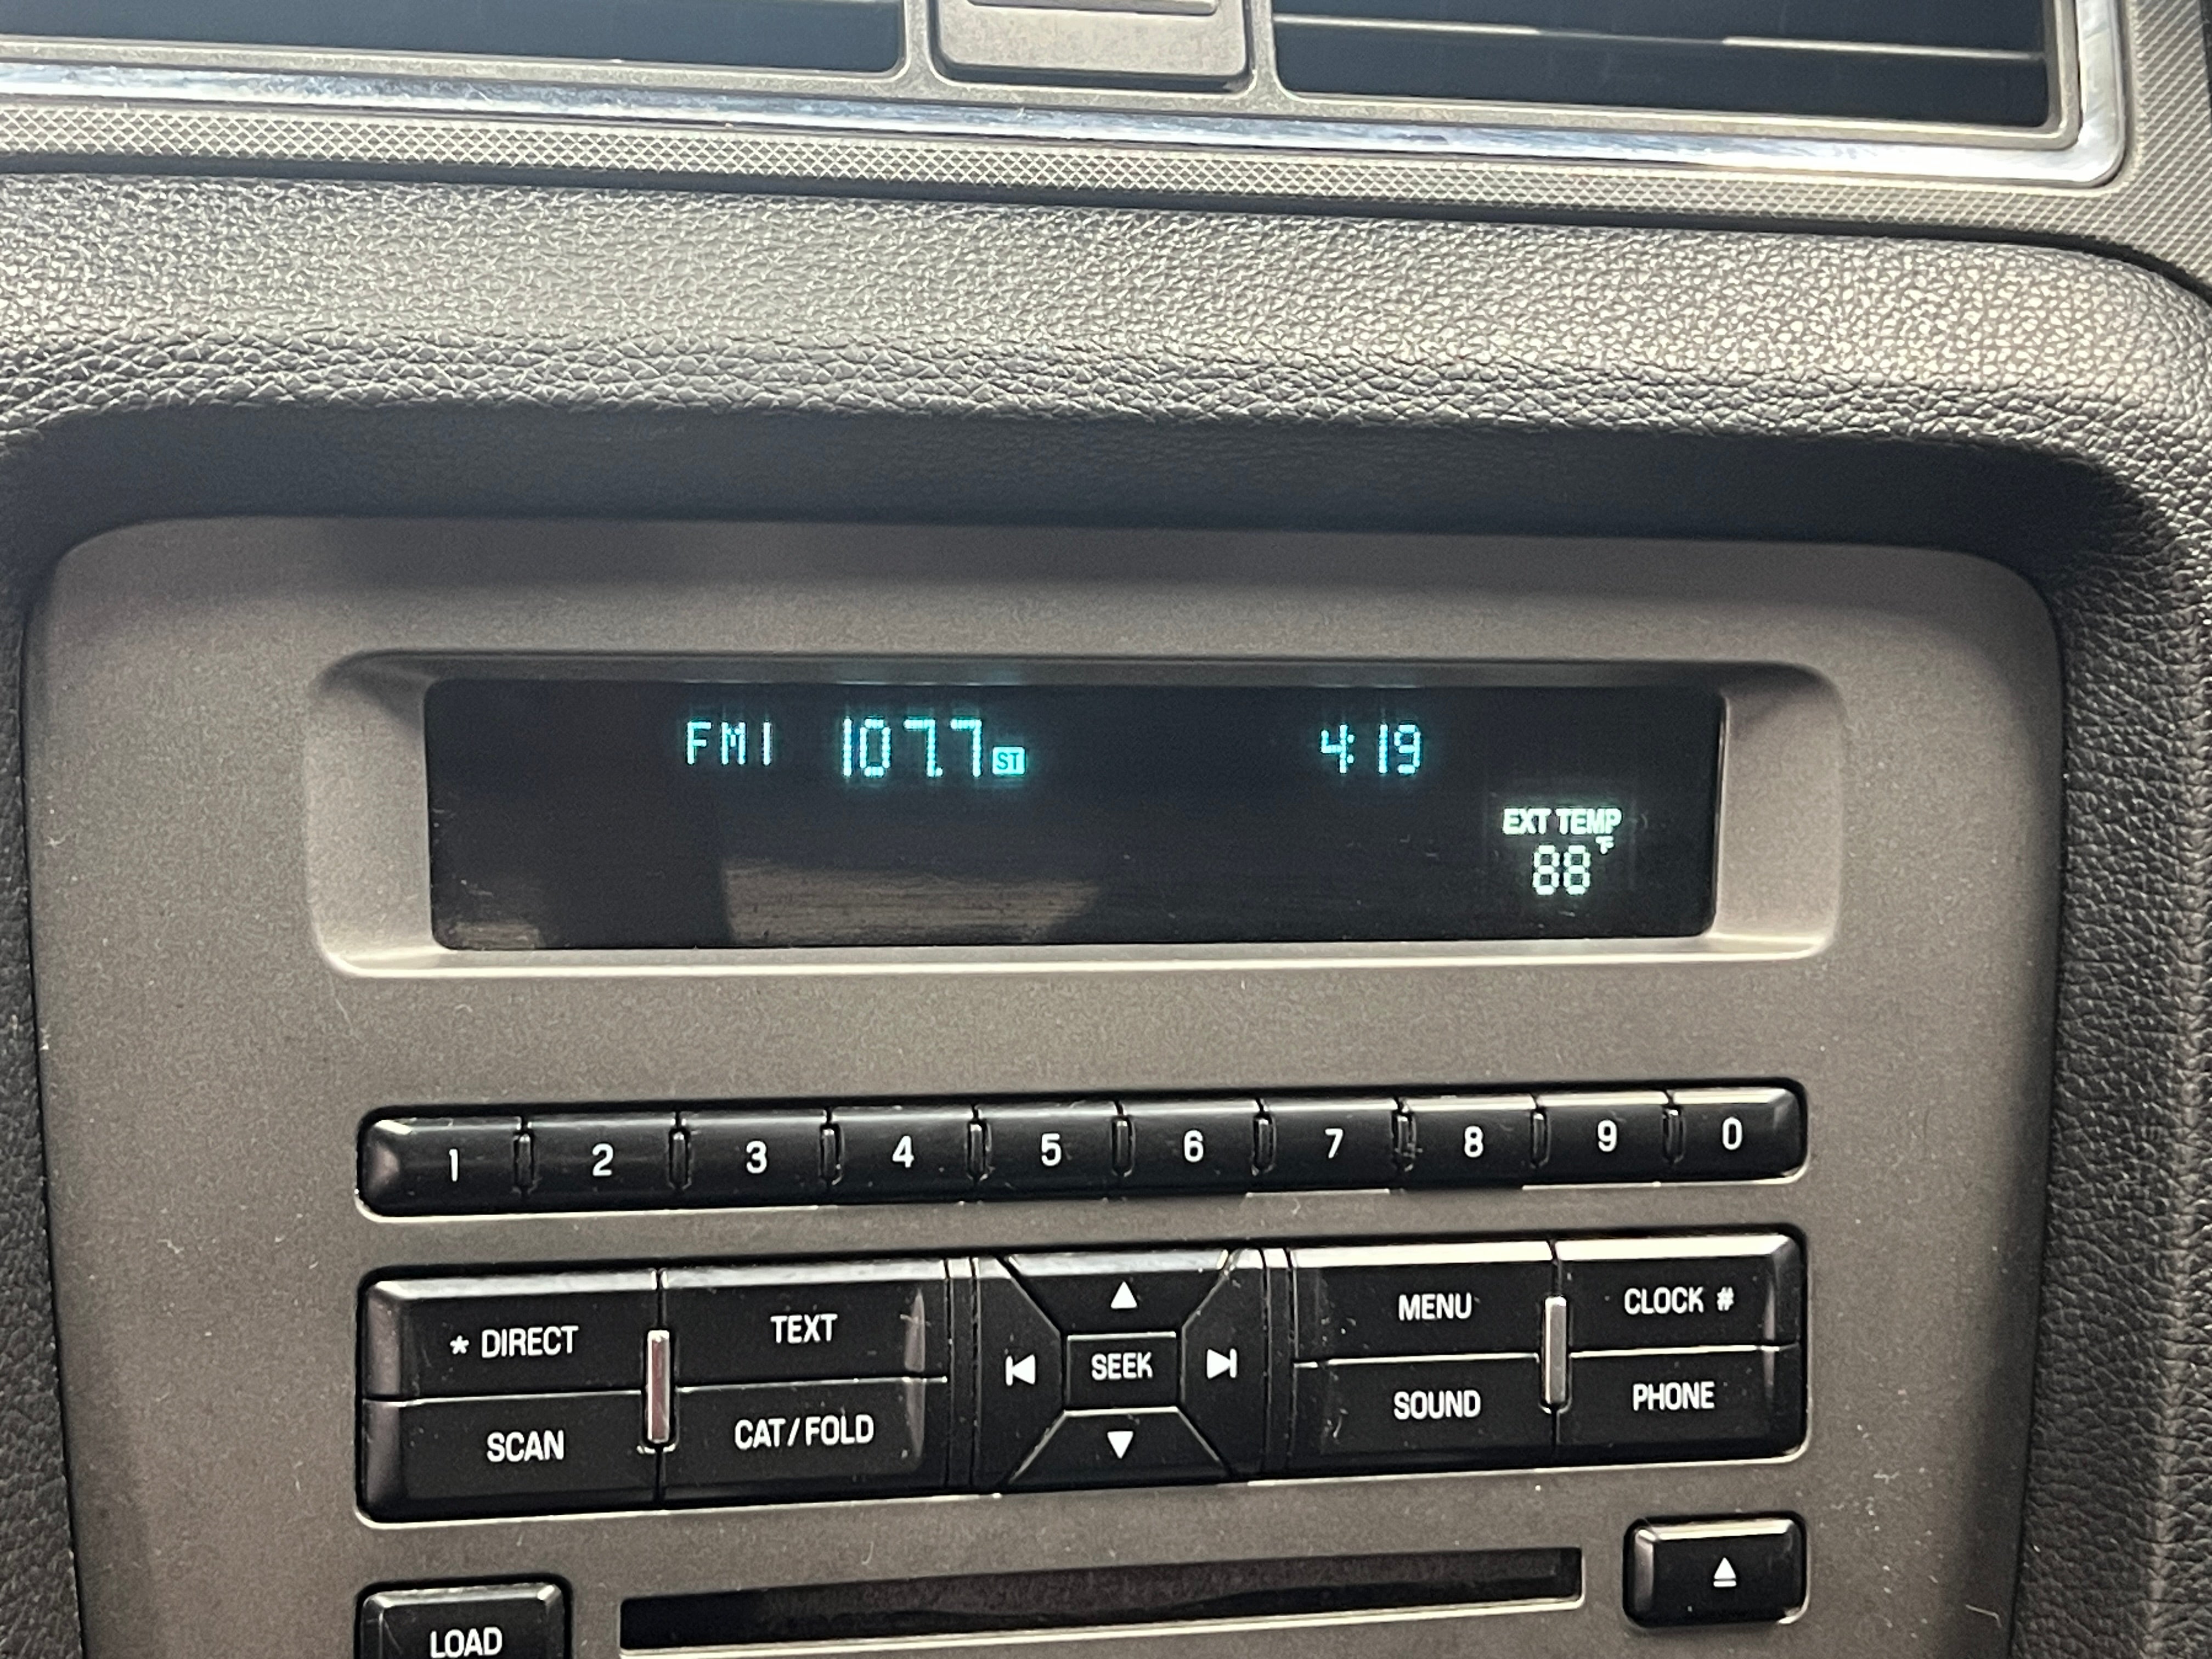 FM1 107.7 ST 4:19
EXT TEMP
88°F
1 2 3 4 5 6 7 8 9 0
* DIRECT TEXT MENU CLOCK #
SEEK
SCAN CAT/FOLD SOUND PHONE
LOAD